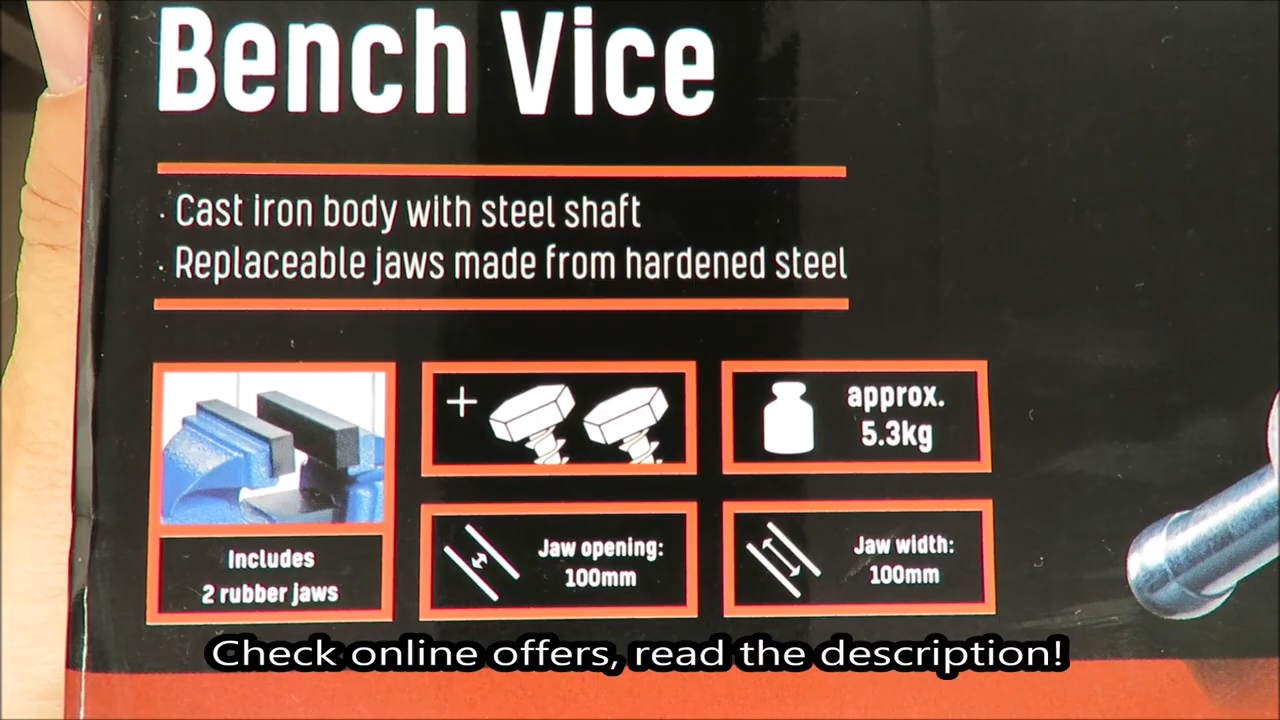 Bench Vice
· Cast iron body with steel shaft
· Replaceable jaws made from hardened steel
+
approx.
5.3kg
Includes
2 rubber jaws
Jaw opening:
100mm
Jaw width:
100mm
Check online offers, read the description!